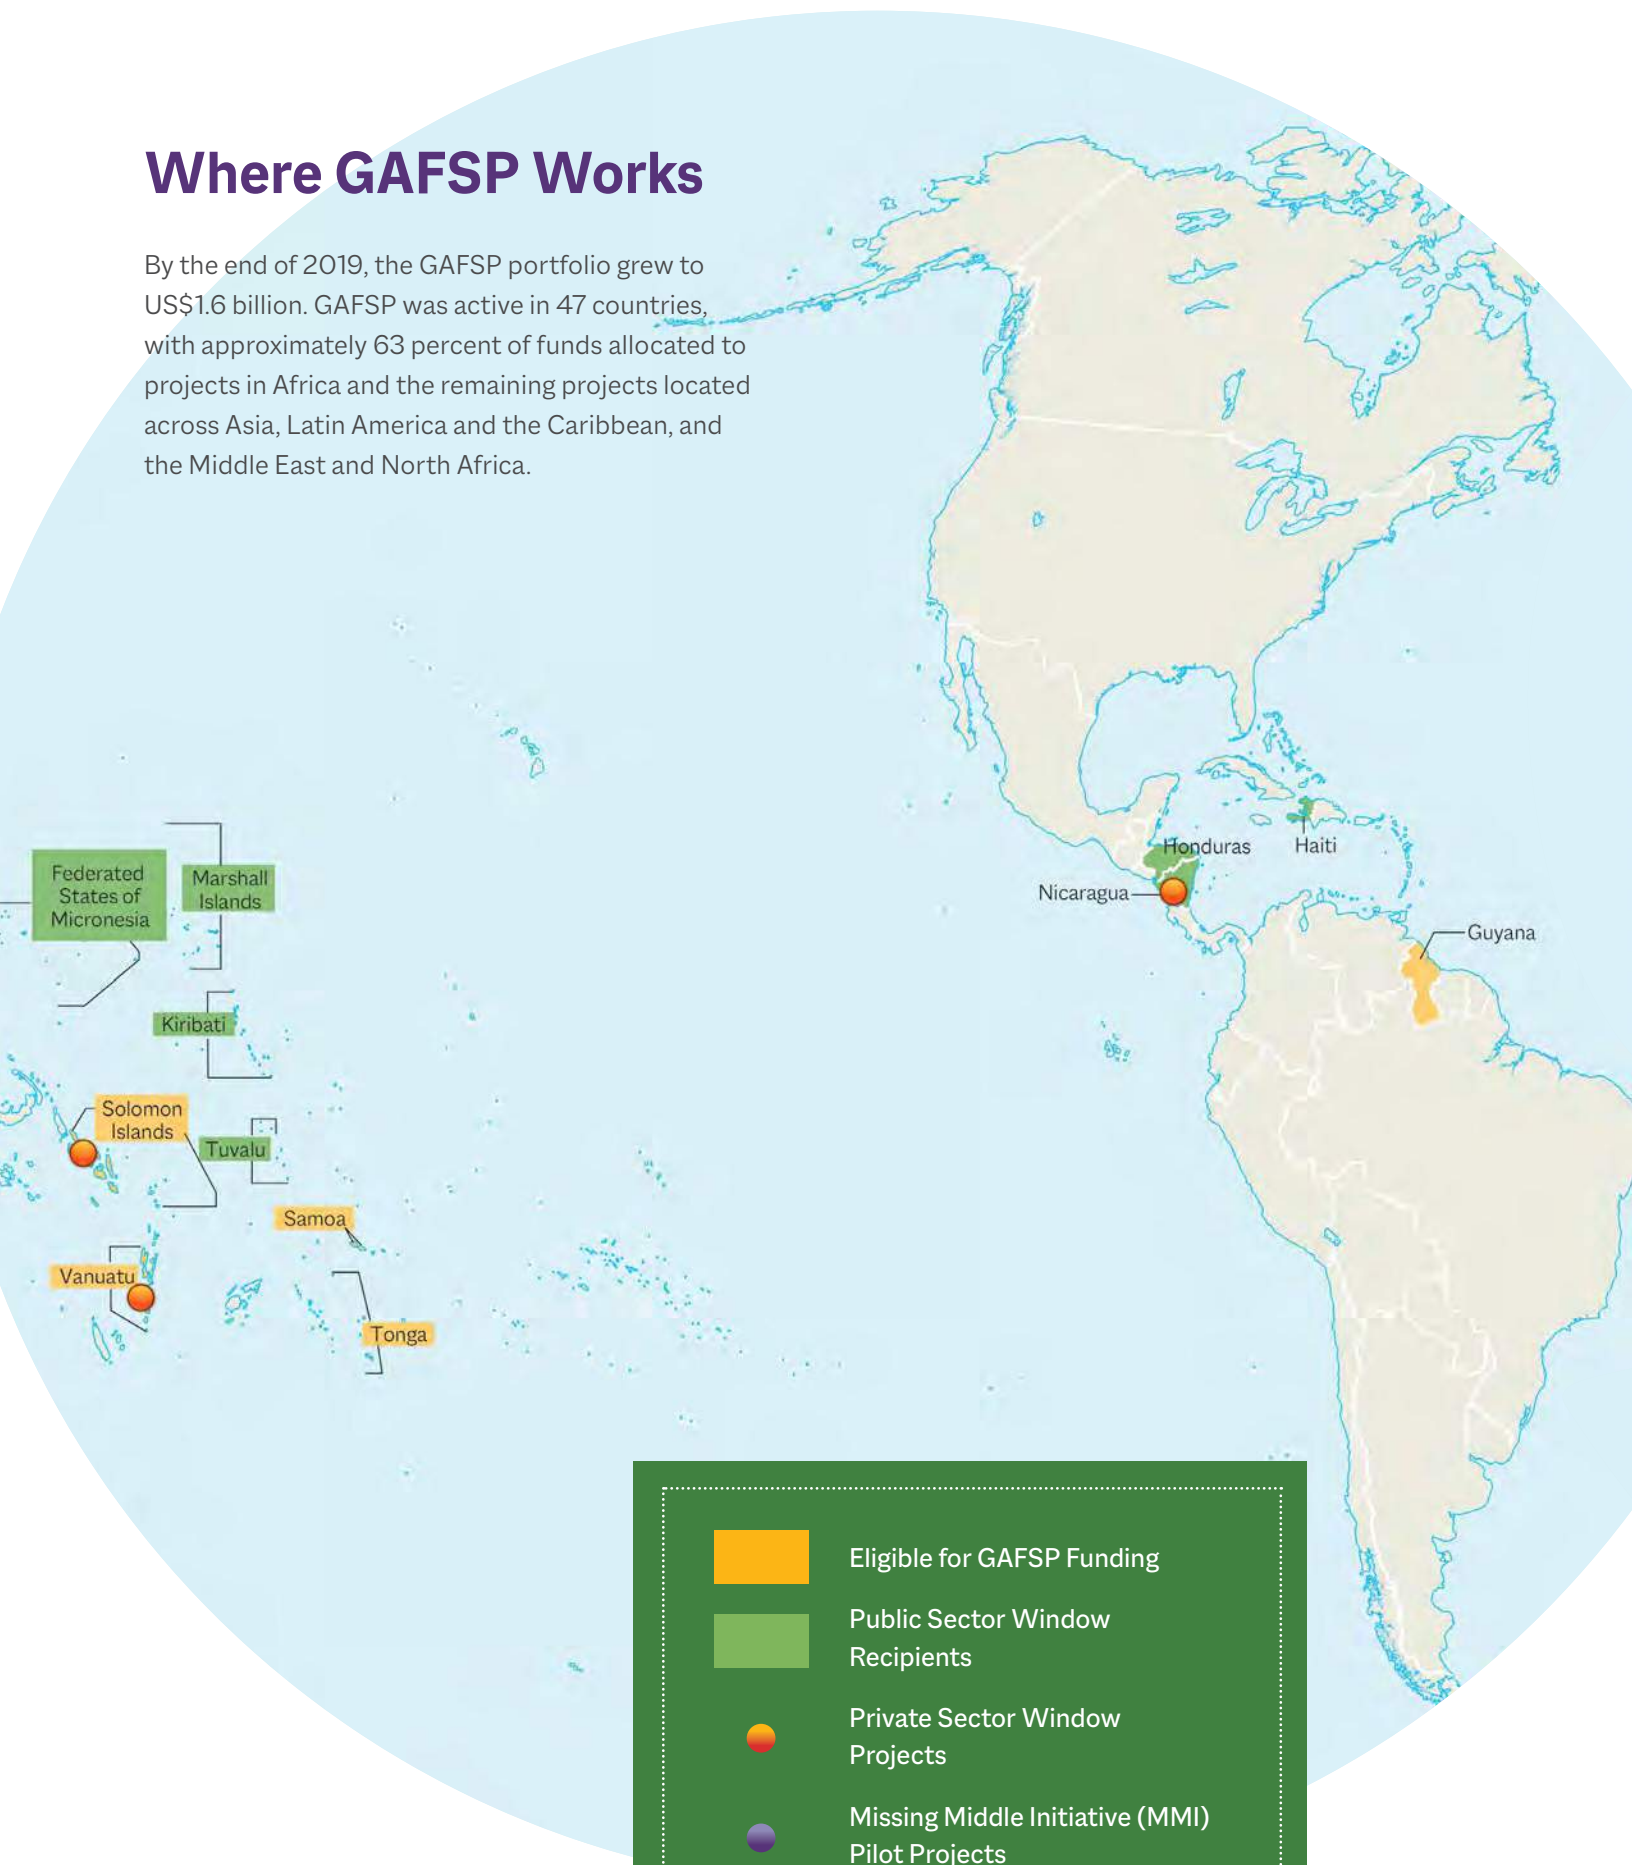 Where GAFSP Works
By the end of 2019, the GAFSP portfolio grew to
US$1.6 billion. GAFSP was active in 47 countries,
with approximately 63 percent of funds allocated to
projects in Africa and the remaining projects located
across Asia, Latin America and the Caribbean, and
the Middle East and North Africa.
Honduras
Haiti
Nicaragua
Guyana
Federated
States of
Micronesia
Marshall
Islands
Kiribati
Solomon
Islands
Tuvalu
Samoa
Vanuatu
Tonga
Eligible for GAFSP Funding
Public Sector Window
Recipients
Private Sector Window
Projects
Missing Middle Initiative (MMI)
Pilot Projects